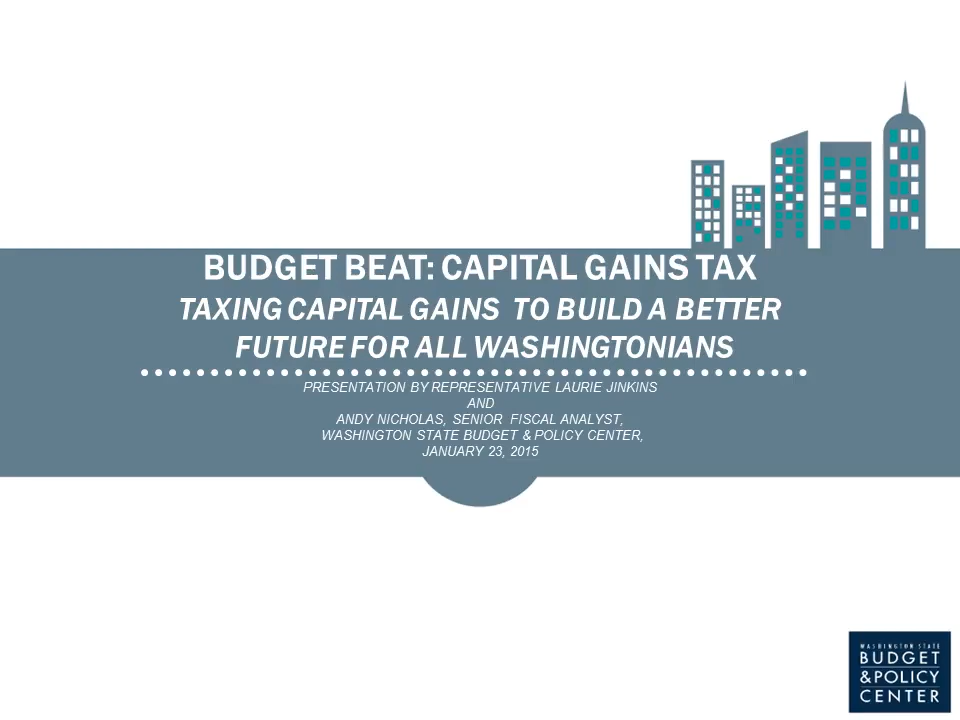 BUDGET BEAT: CAPITAL GAINS TAX
TAXING CAPITAL GAINS TO BUILD A BETTER
FUTURE FOR ALL WASHINGTONIANS
PRESENTATION BY REPRESENTATIVE LAURIE JINKINS
AND
ANDY NICHOLAS, SENIOR FISCAL ANALYST,
WASHINGTON STATE BUDGET & POLICY CENTER,
JANUARY 23, 2015
WASHINGTON STATE
BUDGET
&POLICY
CENTER